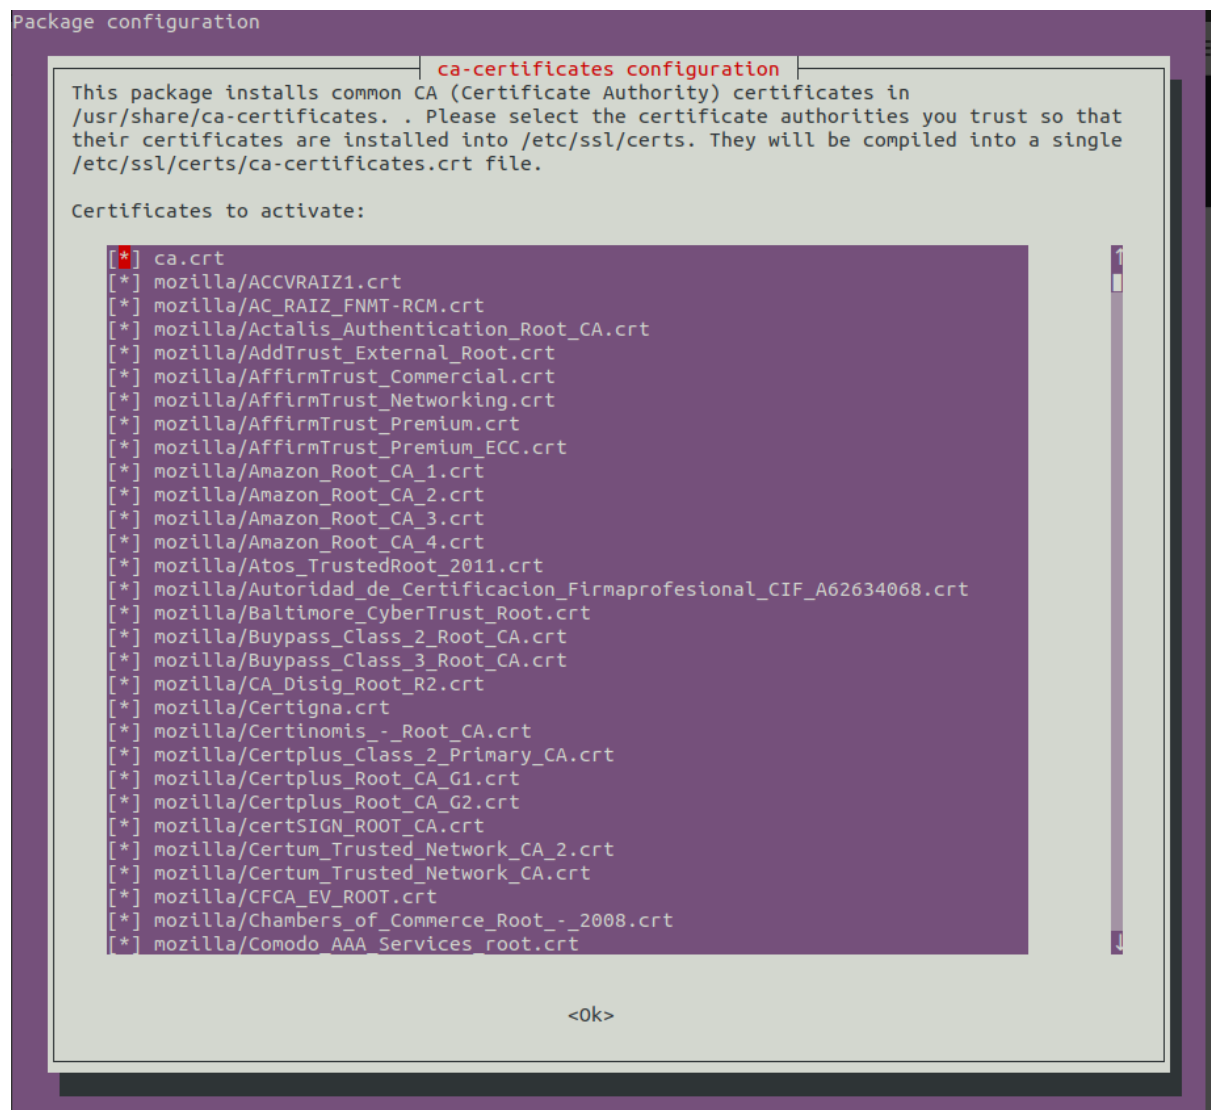 Package configuration
ca-certificates configuration
This package installs common CA (Certificate Authority) certificates in
/usr/share/ca-certificates. . Please select the certificate authorities you trust so that
their certificates are installed into /etc/ssl/certs. They will be compiled into a single
/etc/ssl/certs/ca-certificates.crt file.
Certificates to activate:
[*] ca.crt ↑
[*] mozilla/ACCVRAIZ1.crt
[*] mozilla/AC_RAIZ_FNMT-RCM.crt
[*] mozilla/Actalis_Authentication_Root_CA.crt
[*] mozilla/AddTrust_External_Root.crt
[*] mozilla/AffirmTrust_Commercial.crt
[*] mozilla/AffirmTrust_Networking.crt
[*] mozilla/AffirmTrust_Premium.crt
[*] mozilla/AffirmTrust_Premium_ECC.crt
[*] mozilla/Amazon_Root_CA_1.crt
[*] mozilla/Amazon_Root_CA_2.crt
[*] mozilla/Amazon_Root_CA_3.crt
[*] mozilla/Amazon_Root_CA_4.crt
[*] mozilla/Atos_TrustedRoot_2011.crt
[*] mozilla/Autoridad_de_Certificacion_Firmaprofesional_CIF_A62634068.crt
[*] mozilla/Baltimore_CyberTrust_Root.crt
[*] mozilla/Buypass_Class_2_Root_CA.crt
[*] mozilla/Buypass_Class_3_Root_CA.crt
[*] mozilla/CA_Disig_Root_R2.crt
[*] mozilla/Certigna.crt
[*] mozilla/Certinomis_-_Root_CA.crt
[*] mozilla/Certplus_Class_2_Primary_CA.crt
[*] mozilla/Certplus_Root_CA_G1.crt
[*] mozilla/Certplus_Root_CA_G2.crt
[*] mozilla/certSIGN_ROOT_CA.crt
[*] mozilla/Certum_Trusted_Network_CA_2.crt
[*] mozilla/Certum_Trusted_Network_CA.crt
[*] mozilla/CFCA_EV_ROOT.crt
[*] mozilla/Chambers_of_Commerce_Root_-_2008.crt
[*] mozilla/Comodo_AAA_Services_root.crt ↓
<Ok>